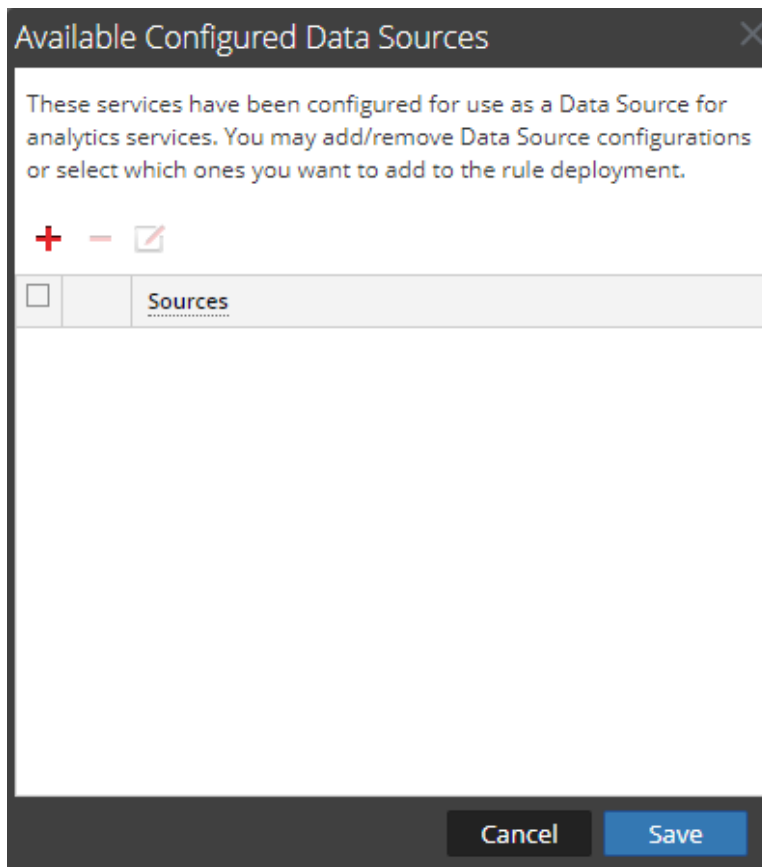 Available Configured Data Sources
These services have been configured for use as a Data Source for
analytics services. You may add/remove Data Source configurations
or select which ones you want to add to the rule deployment.
Sources
Cancel Save